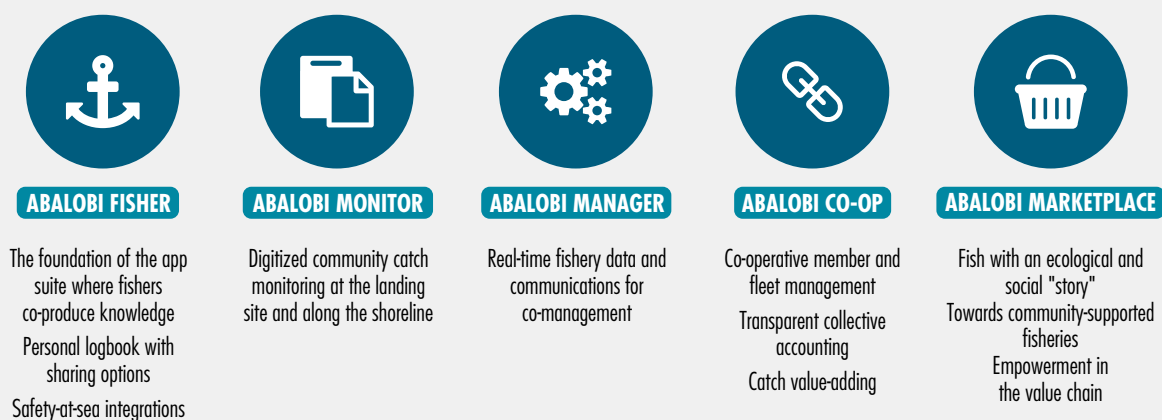 ABALOBI FISHER
The foundation of the app
suite where fishers
co-produce knowledge
Personal logbook with
sharing options
Safety-at-sea integrations
ABALOBI MONITOR
Digitized community catch
monitoring at the landing
site and along the shoreline
ABALOBI MANAGER
Real-time fishery data and
communications for
co-management
ABALOBI CO-OP
Co-operative member and
fleet management
Transparent collective
accounting
Catch value-adding
ABALOBI MARKETPLACE
Fish with an ecological and
social "story"
Towards community-supported
fisheries
Empowerment in
the value chain